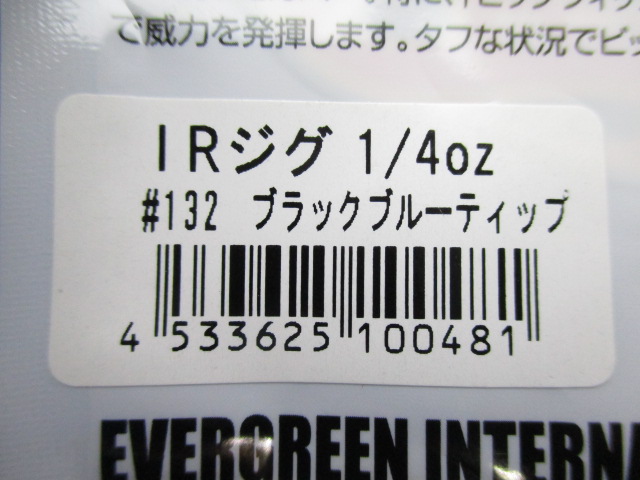 で威力を発揮します。タフな状況でビッ
IRジグ 1/4oz
#132 ブラックブルーティップ
4 533625 100481
EVERGREEN INTERNA